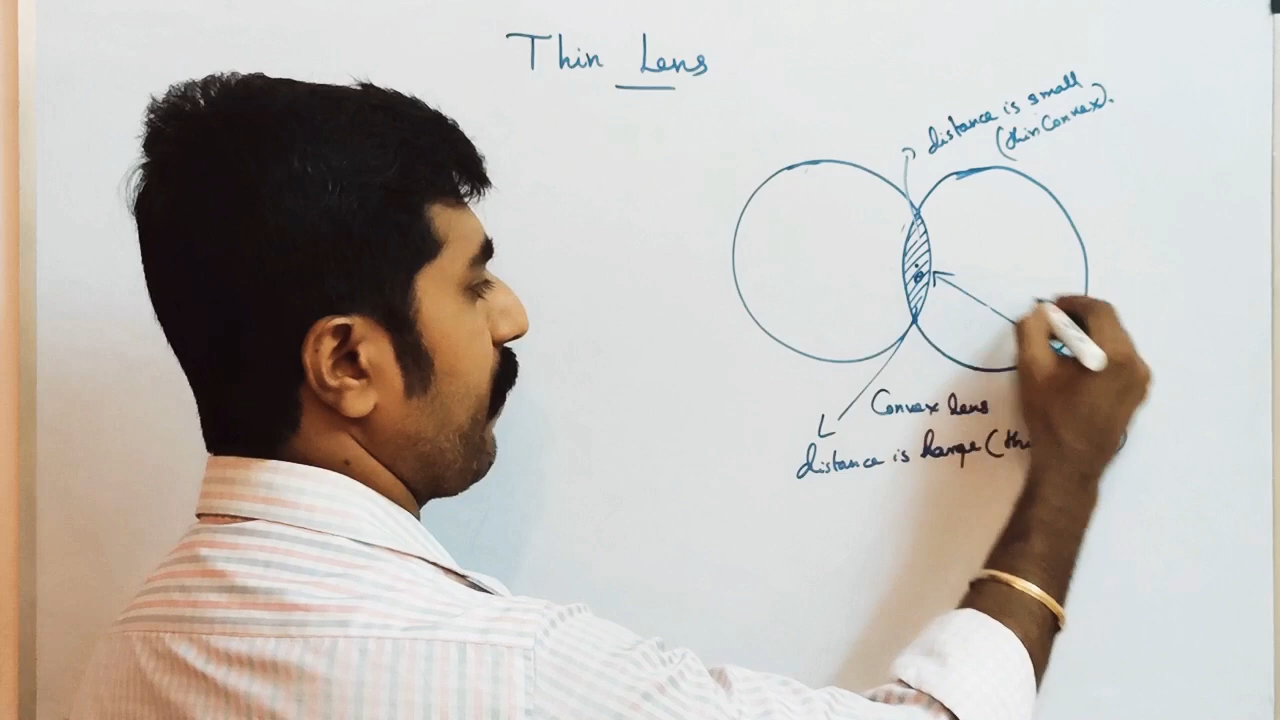 Thin Lens
distance is small
(thin Convex).
Convex lens
distance is large (th